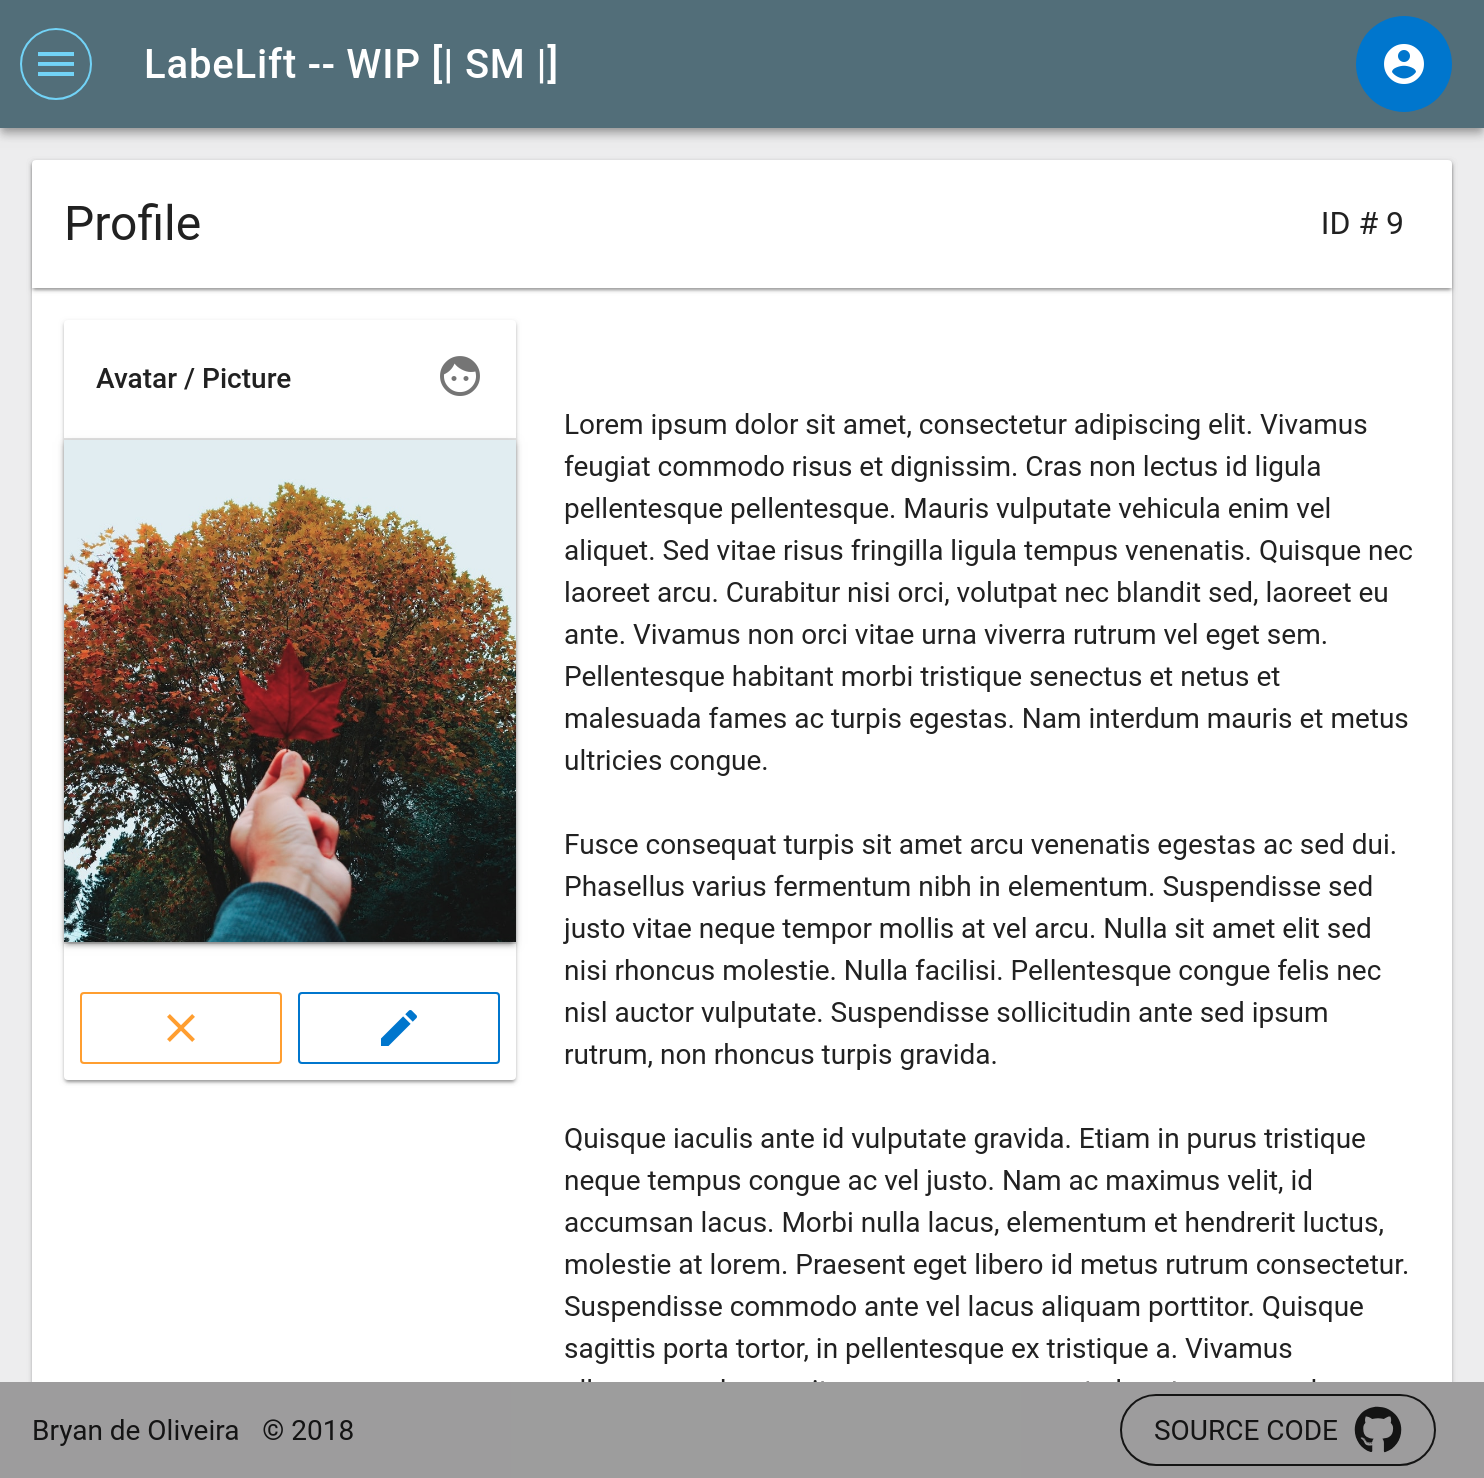 LabeLift -- WIP [| SM |]
Profile
ID # 9
Avatar / Picture
Lorem ipsum dolor sit amet, consectetur adipiscing elit. Vivamus
feugiat commodo risus et dignissim. Cras non lectus id ligula
pellentesque pellentesque. Mauris vulputate vehicula enim vel
aliquet. Sed vitae risus fringilla ligula tempus venenatis. Quisque nec
laoreet arcu. Curabitur nisi orci, volutpat nec blandit sed, laoreet eu
ante. Vivamus non orci vitae urna viverra rutrum vel eget sem.
Pellentesque habitant morbi tristique senectus et netus et
malesuada fames ac turpis egestas. Nam interdum mauris et metus
ultricies congue.
Fusce consequat turpis sit amet arcu venenatis egestas ac sed dui.
Phasellus varius fermentum nibh in elementum. Suspendisse sed
justo vitae neque tempor mollis at vel arcu. Nulla sit amet elit sed
nisi rhoncus molestie. Nulla facilisi. Pellentesque congue felis nec
nisl auctor vulputate. Suspendisse sollicitudin ante sed ipsum
rutrum, non rhoncus turpis gravida.
Quisque iaculis ante id vulputate gravida. Etiam in purus tristique
neque tempus congue ac vel justo. Nam ac maximus velit, id
accumsan lacus. Morbi nulla lacus, elementum et hendrerit luctus,
molestie at lorem. Praesent eget libero id metus rutrum consectetur.
Suspendisse commodo ante vel lacus aliquam porttitor. Quisque
sagittis porta tortor, in pellentesque ex tristique a. Vivamus
Bryan de Oliveira © 2018
SOURCE CODE